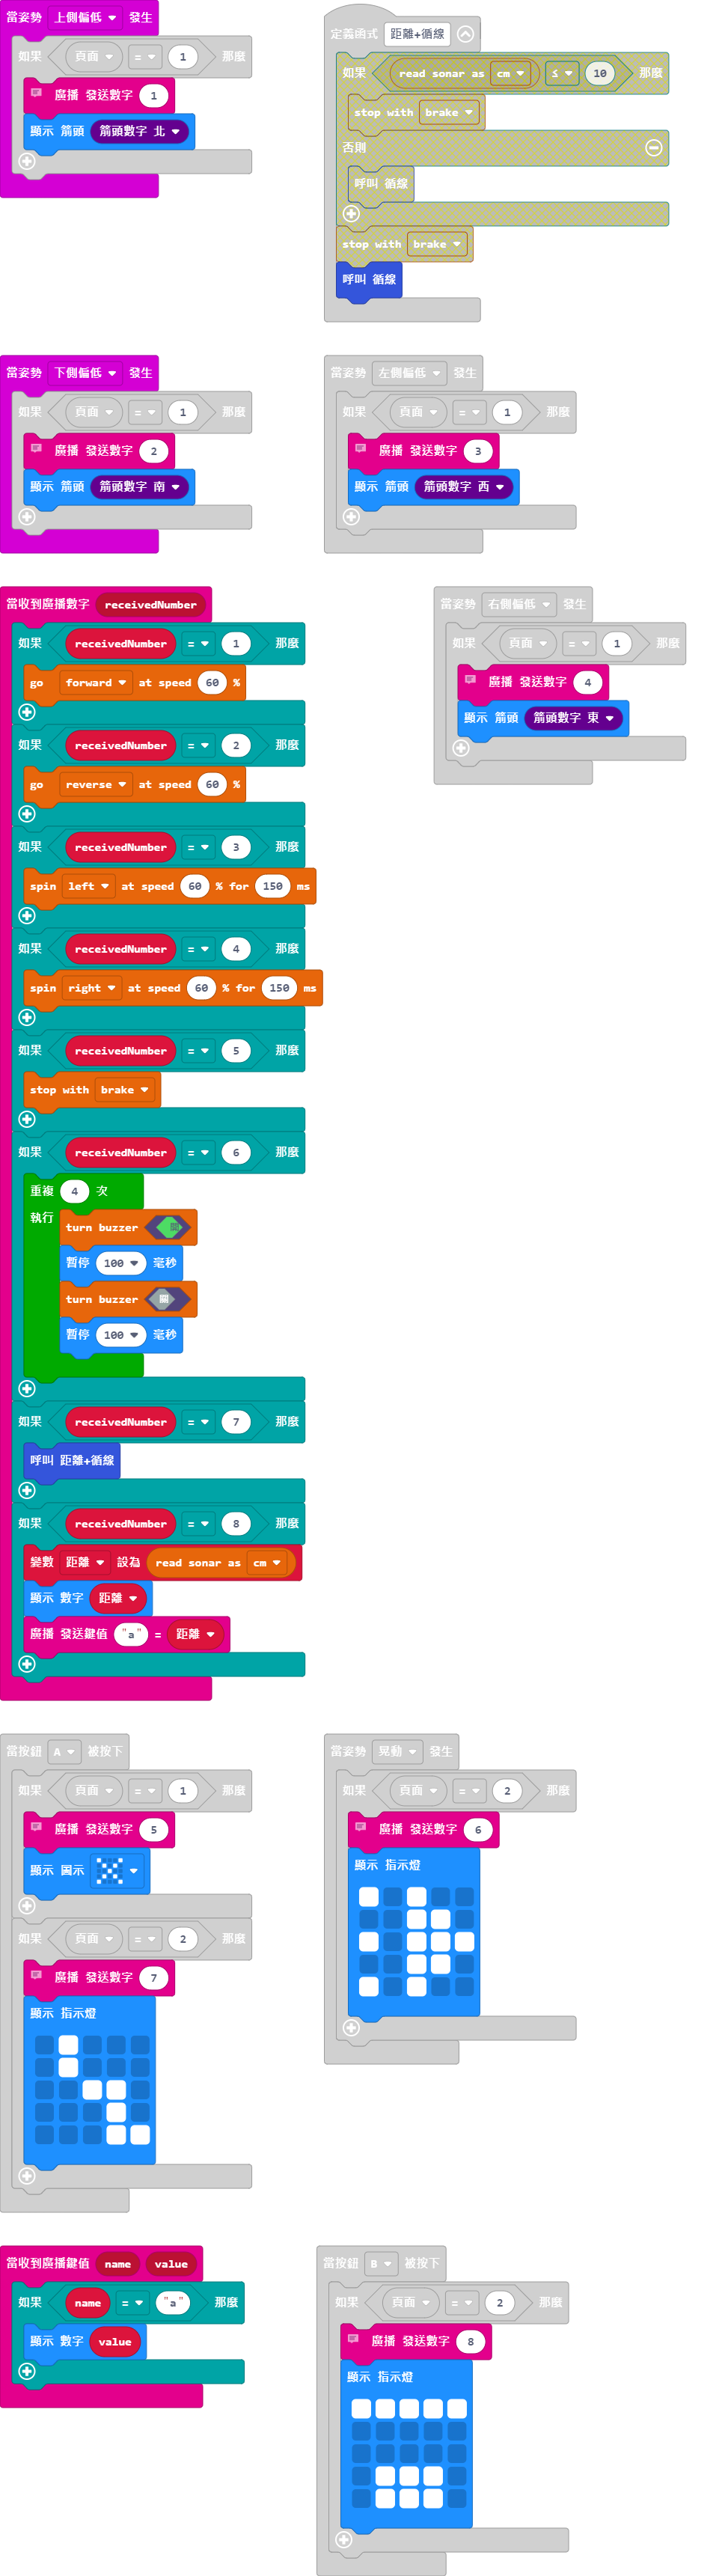 當姿勢 上側偏低 發生
如果 頁面 = 1 那麼
廣播 發送數字 1
顯示 箭頭 箭頭數字 北
定義函式 距離+循線
如果 read sonar as cm ≤ 10 那麼
stop with brake
否則
呼叫 循線
stop with brake
呼叫 循線
當姿勢 下側偏低 發生
如果 頁面 = 1 那麼
廣播 發送數字 2
顯示 箭頭 箭頭數字 南
當姿勢 左側偏低 發生
如果 頁面 = 1 那麼
廣播 發送數字 3
顯示 箭頭 箭頭數字 西
當收到廣播數字 receivedNumber
如果 receivedNumber = 1 那麼
go forward at speed 60 %
如果 receivedNumber = 2 那麼
go reverse at speed 60 %
如果 receivedNumber = 3 那麼
spin left at speed 60 % for 150 ms
如果 receivedNumber = 4 那麼
spin right at speed 60 % for 150 ms
如果 receivedNumber = 5 那麼
stop with brake
如果 receivedNumber = 6 那麼
重複 4 次
執行
turn buzzer 開
暫停 100 毫秒
turn buzzer 關
暫停 100 毫秒
如果 receivedNumber = 7 那麼
呼叫 距離+循線
如果 receivedNumber = 8 那麼
變數 距離 設為 read sonar as cm
顯示 數字 距離
廣播 發送鍵值 "a" = 距離
當姿勢 右側偏低 發生
如果 頁面 = 1 那麼
廣播 發送數字 4
顯示 箭頭 箭頭數字 東
當按鈕 A 被按下
如果 頁面 = 1 那麼
廣播 發送數字 5
顯示 圖示
如果 頁面 = 2 那麼
廣播 發送數字 7
顯示 指示燈
當姿勢 晃動 發生
如果 頁面 = 2 那麼
廣播 發送數字 6
顯示 指示燈
當收到廣播鍵值 name value
如果 name = "a" 那麼
顯示 數字 value
當按鈕 B 被按下
如果 頁面 = 2 那麼
廣播 發送數字 8
顯示 指示燈